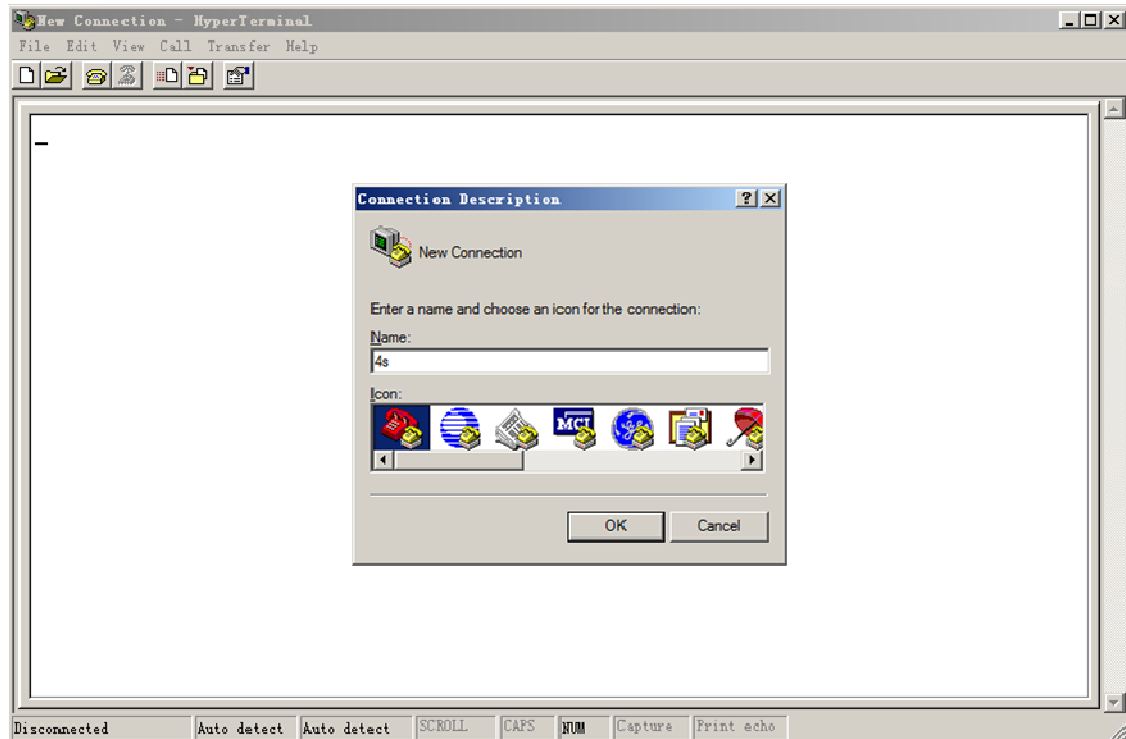 New Connection - HyperTerminal
File Edit View Call Transfer Help
Connection Description
New Connection
Enter a name and choose an icon for the connection:
Name:
4s
Icon:
MCI
OK Cancel
Disconnected Auto detect Auto detect SCROLL CAPS NUM Capture Print echo